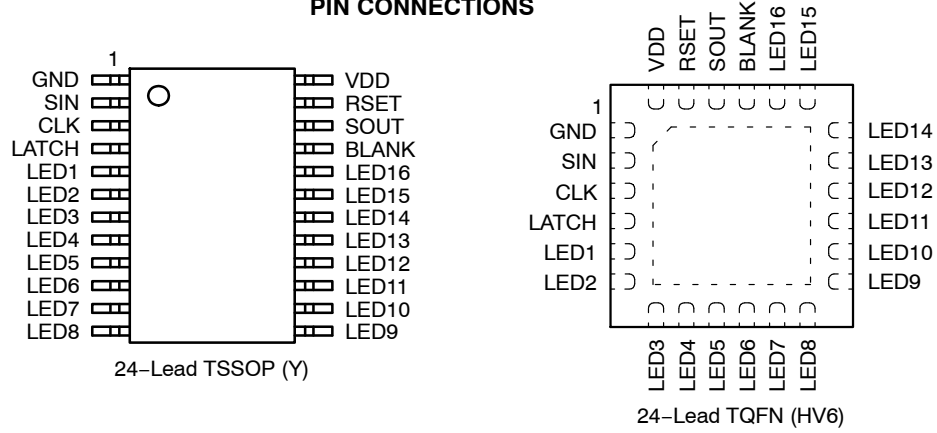 PIN CONNECTIONS
1
GND
SIN
CLK
LATCH
LED1
LED2
LED3
LED4
LED5
LED6
LED7
LED8
VDD
RSET
SOUT
BLANK
LED16
LED15
LED14
LED13
LED12
LED11
LED10
LED9
24−Lead TSSOP (Y)
VDD
RSET
SOUT
BLANK
LED16
LED15
1
GND
SIN
CLK
LATCH
LED1
LED2
LED14
LED13
LED12
LED11
LED10
LED9
LED3
LED4
LED5
LED6
LED7
LED8
24−Lead TQFN (HV6)